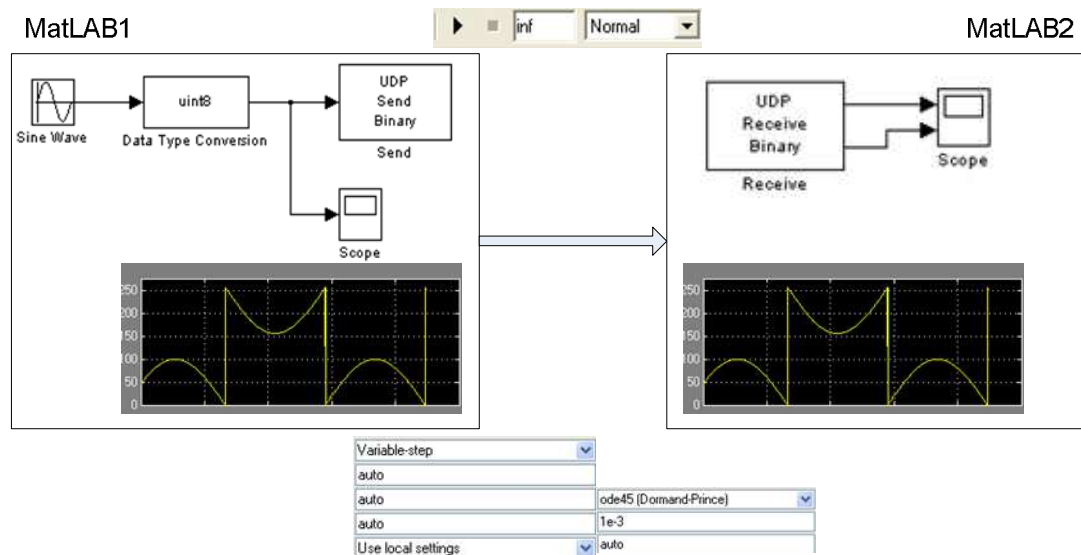 MatLAB1
inf
Normal
MatLAB2
uint8
UDP
Send
Binary
Sine Wave
Data Type Conversion
Send
Scope
UDP
Receive
Binary
Receive
Scope
250
200
150
100
50
0
250
200
150
100
50
0
Variable-step
auto
auto
ode45 (Dormand-Prince)
auto
1e-3
Use local settings
auto